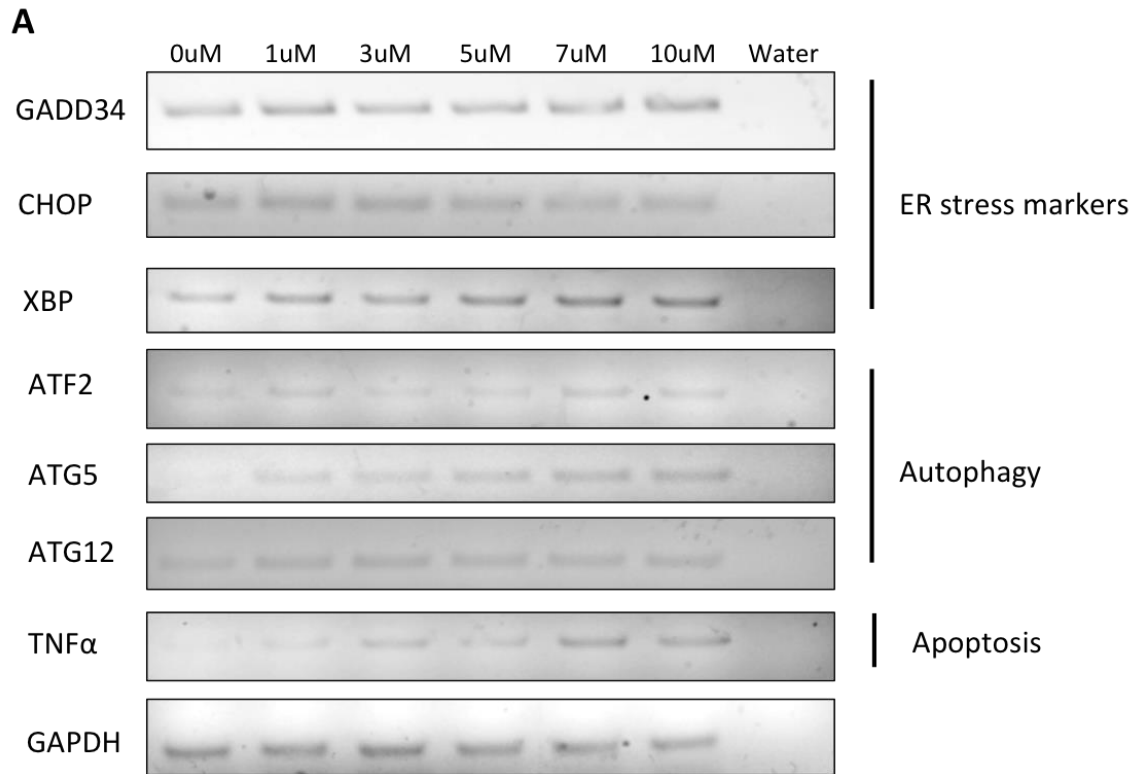 A
0uM 1uM 3uM 5uM 7uM 10uM Water
GADD34
CHOP
XBP
ER stress markers
ATF2
ATG5
ATG12
Autophagy
TNFα
Apoptosis
GAPDH